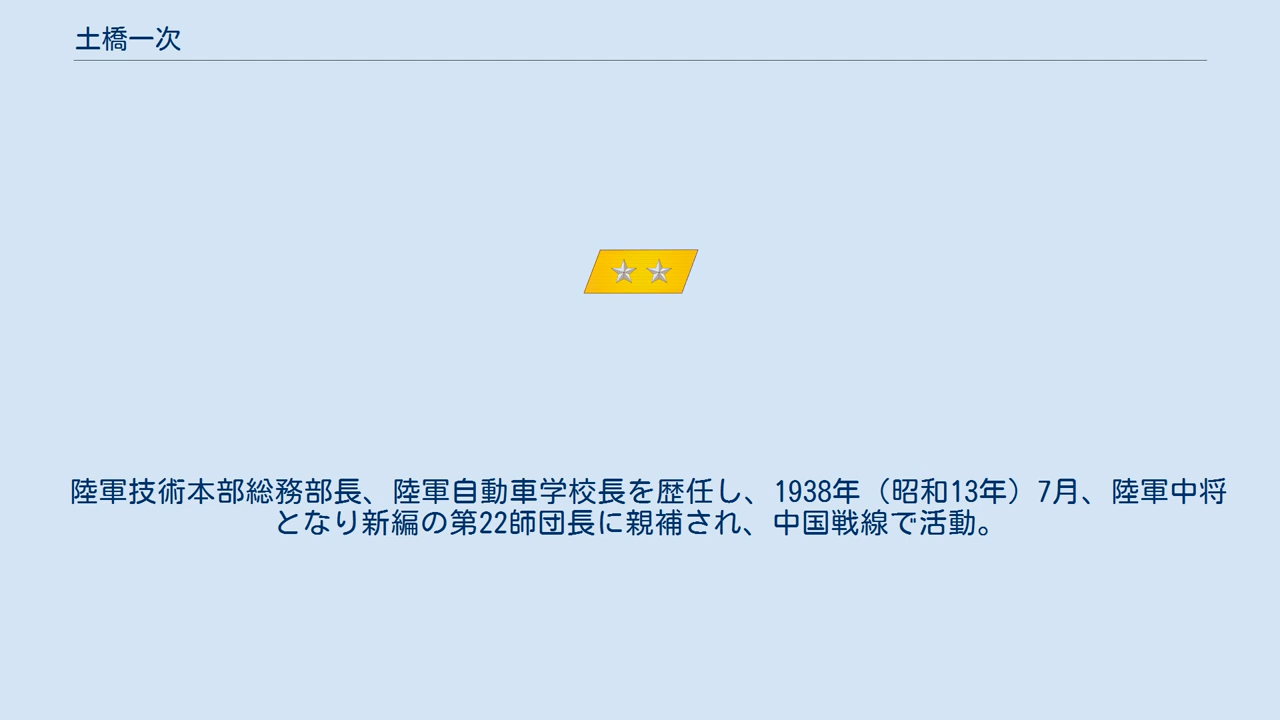 土橋一次
陸軍技術本部総務部長、陸軍自動車学校長を歴任し、1938年（昭和13年）7月、陸軍中将
となり新編の第22師団長に親補され、中国戦線で活動。